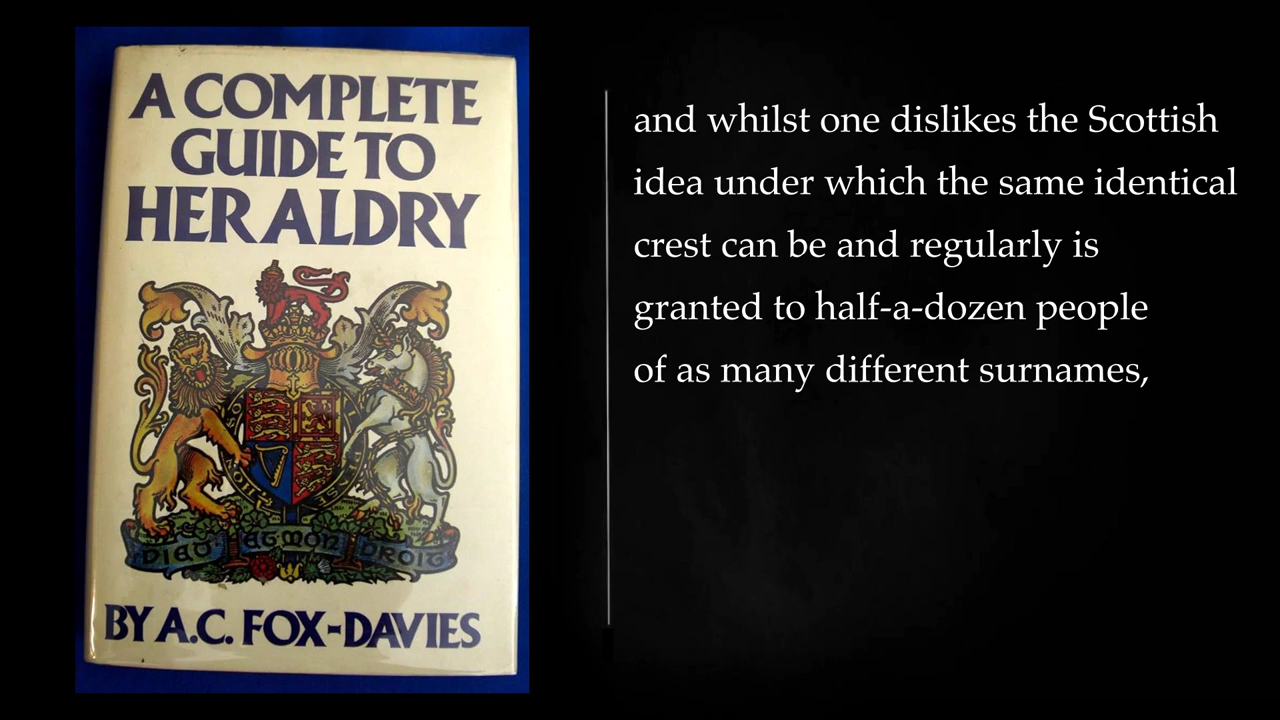 A COMPLETE
GUIDE TO
HERALDRY
DIEU ET MON DROIT
BY A.C. FOX-DAVIES
and whilst one dislikes the Scottish
idea under which the same identical
crest can be and regularly is
granted to half-a-dozen people
of as many different surnames,